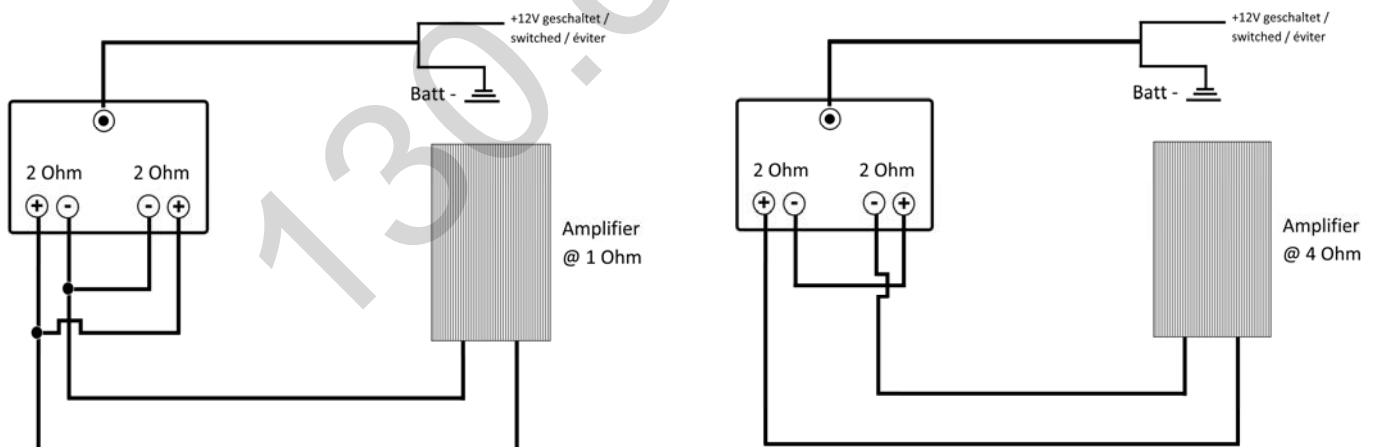 +12V geschaltet /
switched / éviter
Batt -
2 Ohm 2 Ohm
+ - - +
Amplifier
@ 1 Ohm
+12V geschaltet /
switched / éviter
Batt -
2 Ohm 2 Ohm
+ - - +
Amplifier
@ 4 Ohm
130.